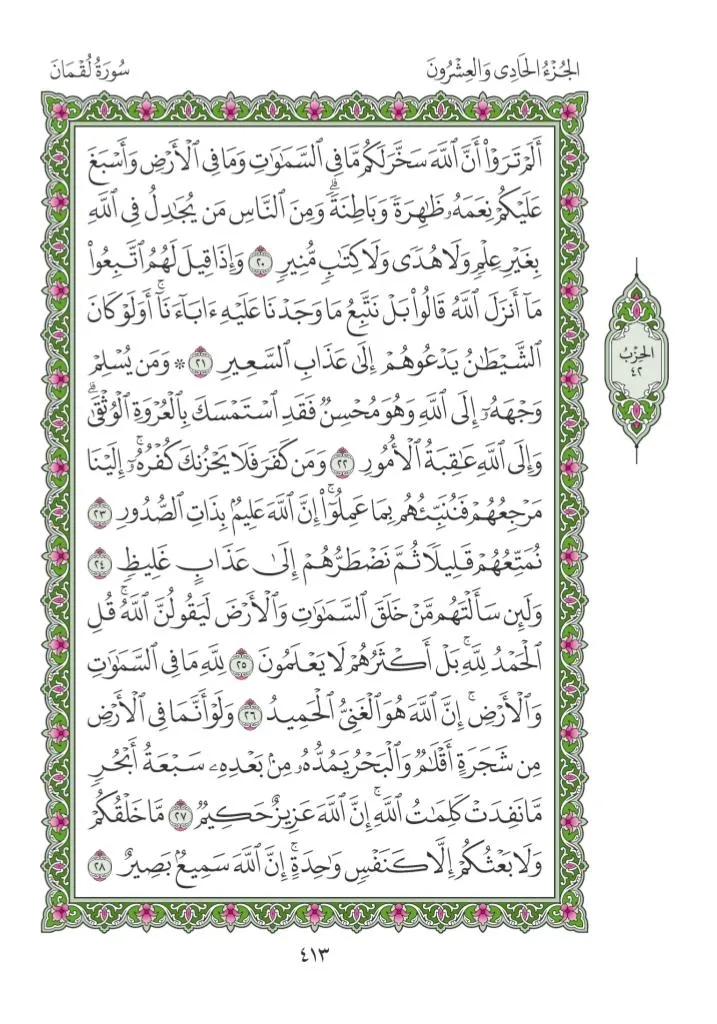 الجُزْءُ الحَادِي وَالعِشْرُونَ
سُورَةُ لُقْمَانَ
أَلَمْ تَرَوْاْ أَنَّ ٱللَّهَ سَخَّرَ لَكُم مَّا فِي ٱلسَّمَٰوَٰتِ وَمَا فِي ٱلْأَرْضِ وَأَسْبَغَ
عَلَيْكُمْ نِعَمَهُۥ ظَٰهِرَةً وَبَاطِنَةً ۗ وَمِنَ ٱلنَّاسِ مَن يُجَٰدِلُ فِي ٱللَّهِ
بِغَيْرِ عِلْمٍ وَلَا هُدًى وَلَا كِتَٰبٍ مُّنِيرٍ ٢٠ وَإِذَا قِيلَ لَهُمُ ٱتَّبِعُواْ
مَآ أَنزَلَ ٱللَّهُ قَالُواْ بَلْ نَتَّبِعُ مَا وَجَدْنَا عَلَيْهِ ءَابَآءَنَآ ۚ أَوَلَوْ كَانَ
ٱلشَّيْطَٰنُ يَدْعُوهُمْ إِلَىٰ عَذَابِ ٱلسَّعِيرِ ٢١ ۞ وَمَن يُسْلِمْ
وَجْهَهُۥٓ إِلَى ٱللَّهِ وَهُوَ مُحْسِنٌ فَقَدِ ٱسْتَمْسَكَ بِٱلْعُرْوَةِ ٱلْوُثْقَىٰ ۗ
وَإِلَى ٱللَّهِ عَٰقِبَةُ ٱلْأُمُورِ ٢٢ وَمَن كَفَرَ فَلَا يَحْزُنكَ كُفْرُهُۥٓ ۚ إِلَيْنَا
مَرْجِعُهُمْ فَنُنَبِّئُهُم بِمَا عَمِلُوٓاْ ۚ إِنَّ ٱللَّهَ عَلِيمٌۢ بِذَاتِ ٱلصُّدُورِ ٢٣
نُمَتِّعُهُمْ قَلِيلًا ثُمَّ نَضْطَرُّهُمْ إِلَىٰ عَذَابٍ غَلِيظٍ ٢٤
وَلَئِن سَأَلْتَهُم مَّنْ خَلَقَ ٱلسَّمَٰوَٰتِ وَٱلْأَرْضَ لَيَقُولُنَّ ٱللَّهُ ۚ قُلِ
ٱلْحَمْدُ لِلَّهِ ۚ بَلْ أَكْثَرُهُمْ لَا يَعْلَمُونَ ٢٥ لِلَّهِ مَا فِي ٱلسَّمَٰوَٰتِ
وَٱلْأَرْضِ ۚ إِنَّ ٱللَّهَ هُوَ ٱلْغَنِيُّ ٱلْحَمِيدُ ٢٦ وَلَوْ أَنَّمَا فِي ٱلْأَرْضِ
مِن شَجَرَةٍ أَقْلَٰمٌ وَٱلْبَحْرُ يَمُدُّهُۥ مِنۢ بَعْدِهِۦ سَبْعَةُ أَبْحُرٍ
مَّا نَفِدَتْ كَلِمَٰتُ ٱللَّهِ ۚ إِنَّ ٱللَّهَ عَزِيزٌ حَكِيمٌ ٢٧ مَّا خَلْقُكُمْ
وَلَا بَعْثُكُمْ إِلَّا كَنَفْسٍ وَٰحِدَةٍ ۗ إِنَّ ٱللَّهَ سَمِيعٌۢ بَصِيرٌ ٢٨
الحِزْبُ
٤٢
٤١٣